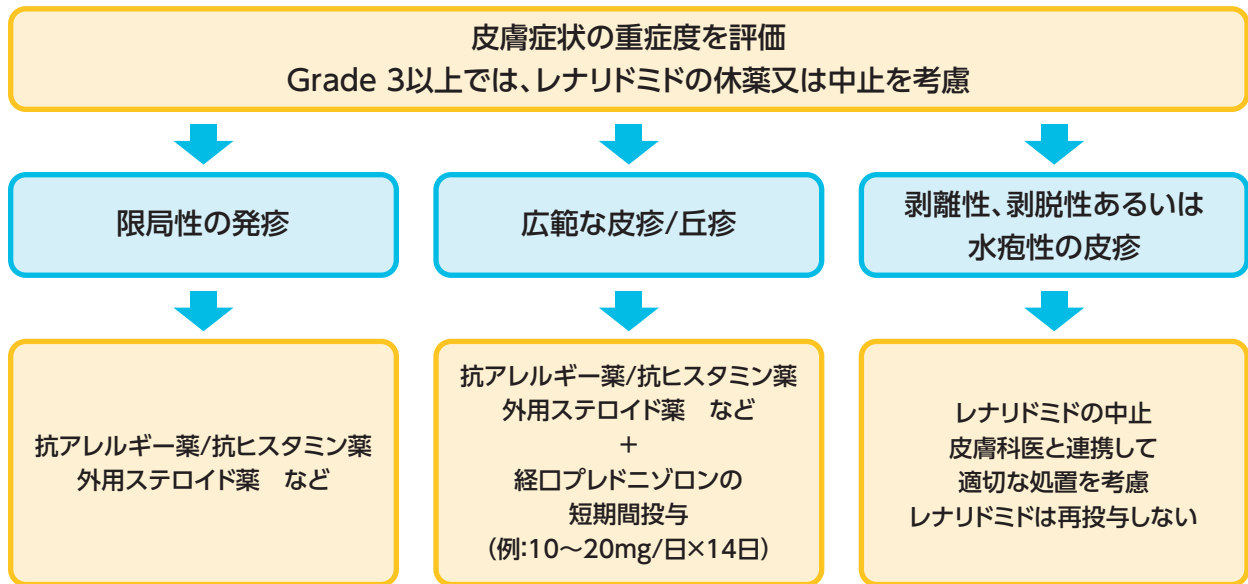 皮膚症状の重症度を評価
Grade 3以上では、レナリドミドの休薬又は中止を考慮
限局性の発疹
広範な皮疹/丘疹
剥離性、剥脱性あるいは
水疱性の皮疹
抗アレルギー薬/抗ヒスタミン薬
外用ステロイド薬　など
抗アレルギー薬/抗ヒスタミン薬
外用ステロイド薬　など
+
経口プレドニゾロンの
短期間投与
(例:10~20mg/日×14日)
レナリドミドの中止
皮膚科医と連携して
適切な処置を考慮
レナリドミドは再投与しない